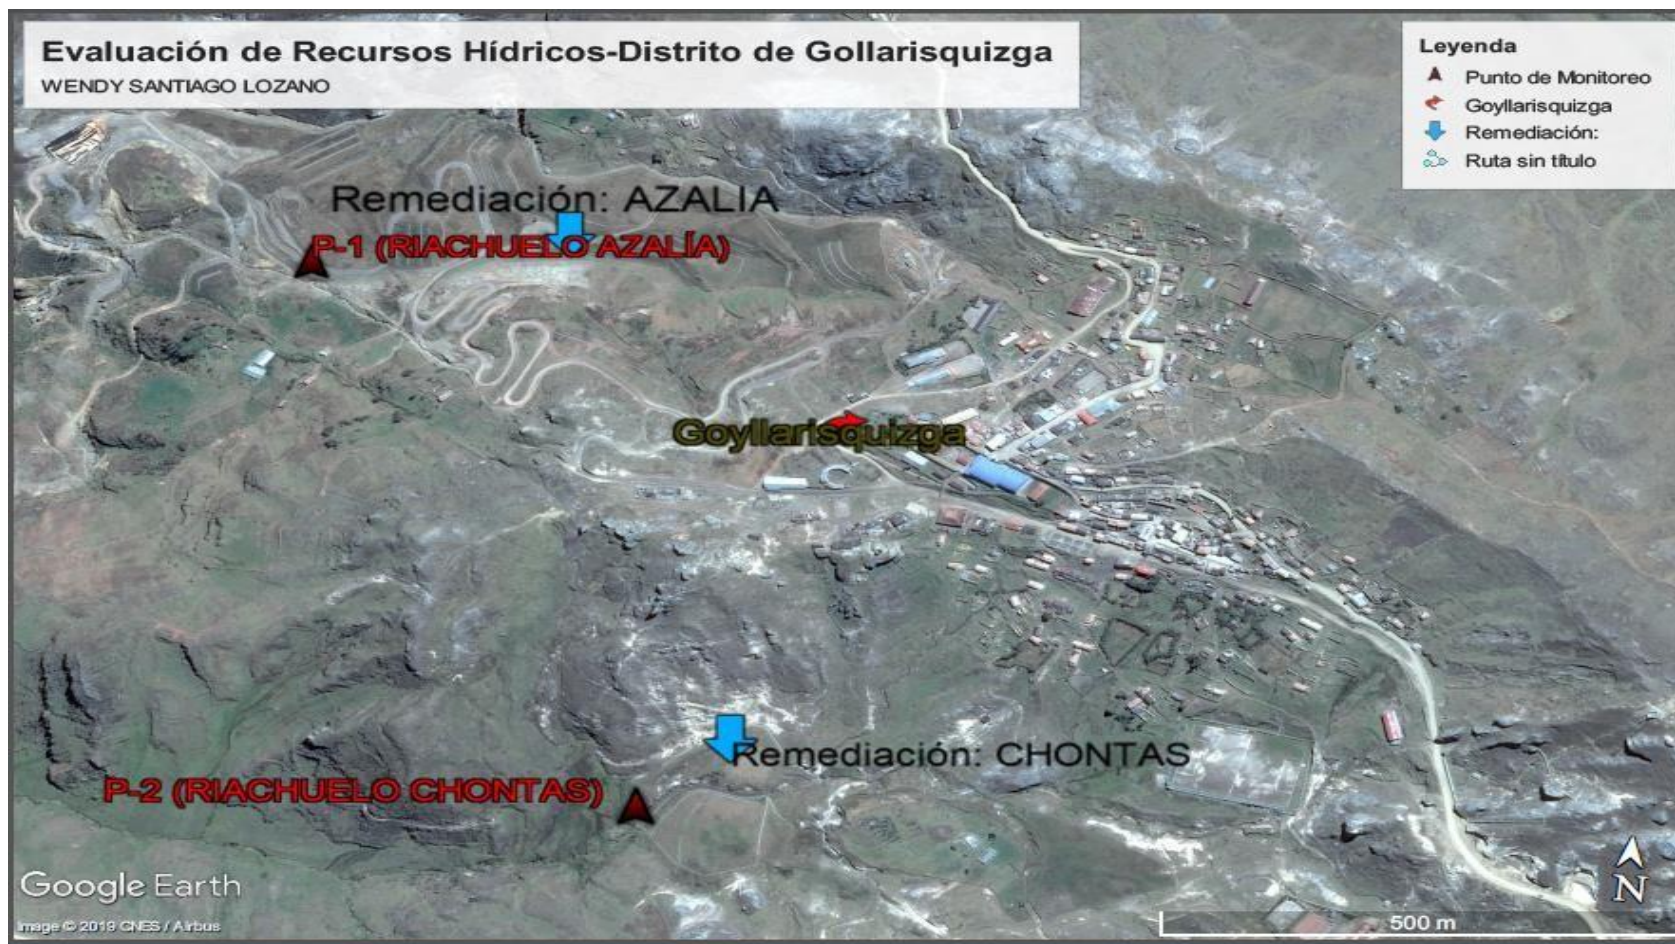 Evaluación de Recursos Hídricos-Distrito de Gollarisquizga
WENDY SANTIAGO LOZANO
Leyenda
Punto de Monitoreo
Goyllarisquizga
Remediación:
Ruta sin título
Remediación: AZALIA
P-1 (RIACHUELO AZALÍA)
Goyllarisquizga
Remediación: CHONTAS
P-2 (RIACHUELO CHONTAS)
Google Earth
Image © 2019 CNES / Airbus
500 m
N